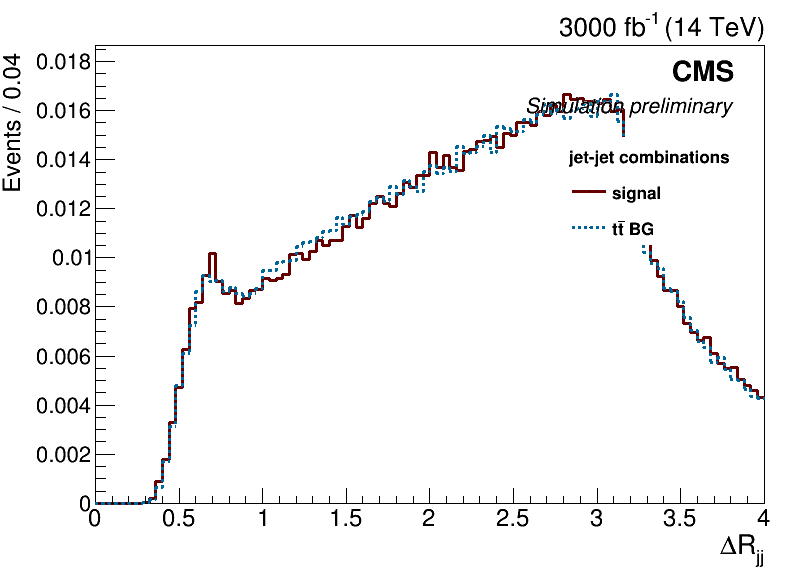 3000 fb⁻¹ (14 TeV)
Events / 0.04
CMS
Simulation preliminary
jet-jet combinations
signal
tt̄ BG
0.018
0.016
0.014
0.012
0.01
0.008
0.006
0.004
0.002
0
0 0.5 1 1.5 2 2.5 3 3.5 4
ΔR_jj